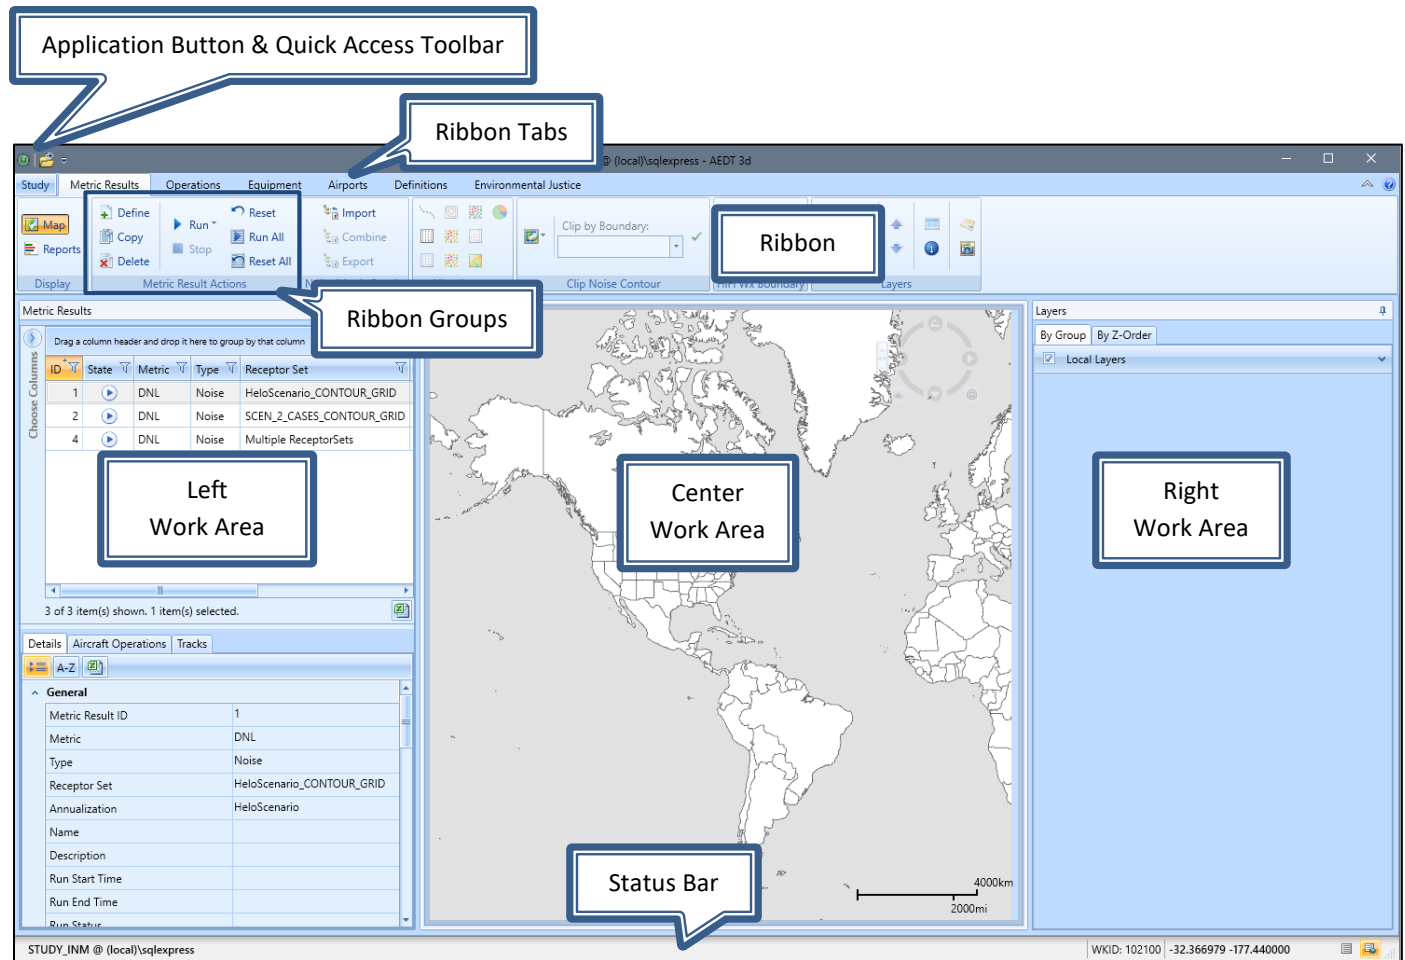 Application Button & Quick Access Toolbar
Ribbon Tabs
@ (local)\sqlexpress - AEDT 3d
Study Metric Results Operations Equipment Airports Definitions Environmental Justice
Map
Reports
Display
Define
Copy
Delete
Run
Stop
Reset
Run All
Reset All
Metric Result Actions
Import
Combine
Export
Clip by Boundary:
Clip Noise Contour
Ribbon
HiFi Wx Boundary
Layers
Ribbon Groups
Metric Results
Choose Columns
Drag a column header and drop it here to group by that column
ID State Metric Type Receptor Set
1 DNL Noise HeloScenario_CONTOUR_GRID
2 DNL Noise SCEN_2_CASES_CONTOUR_GRID
4 DNL Noise Multiple ReceptorSets
Left
Work Area
3 of 3 item(s) shown. 1 item(s) selected.
Details Aircraft Operations Tracks
A-Z
General
Metric Result ID 1
Metric DNL
Type Noise
Receptor Set HeloScenario_CONTOUR_GRID
Annualization HeloScenario
Name
Description
Run Start Time
Run End Time
Run Status
Center
Work Area
4000km
2000mi
Layers
By Group By Z-Order
Local Layers
Right
Work Area
Status Bar
STUDY_INM @ (local)\sqlexpress
WKID: 102100 -32.366979 -177.440000